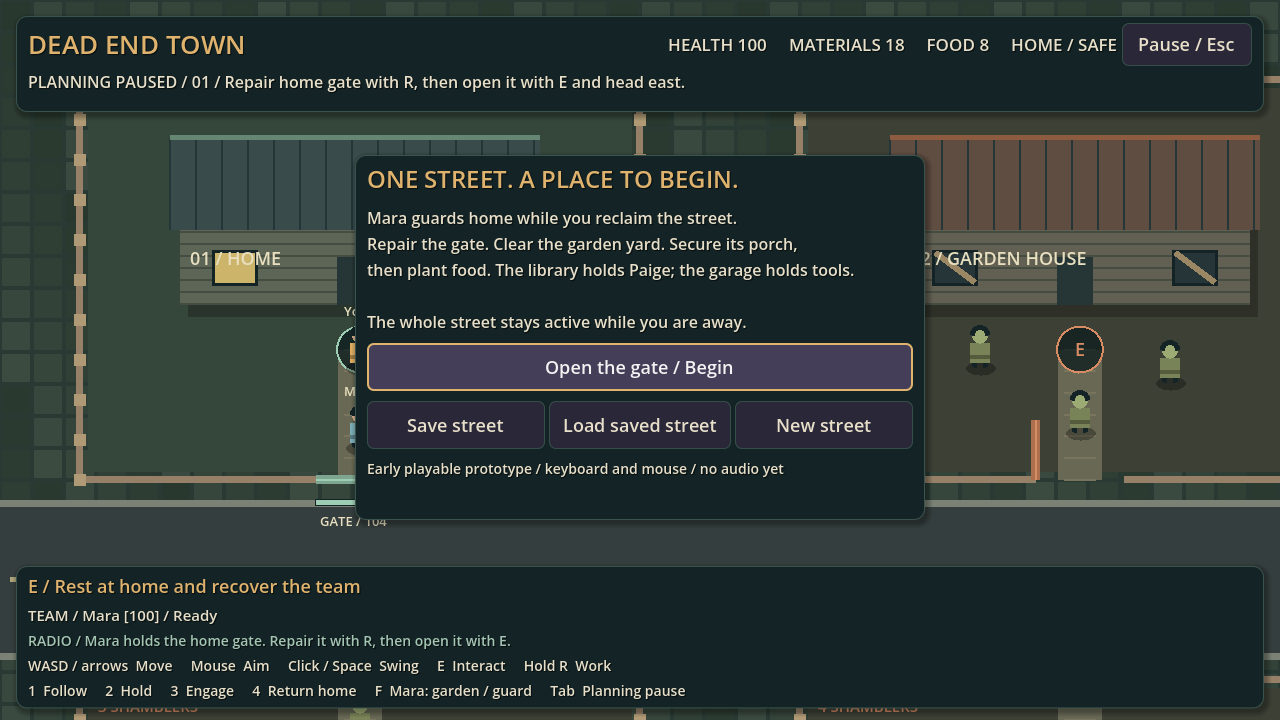 DEAD END TOWN
HEALTH 100 MATERIALS 18 FOOD 8 HOME / SAFE Pause / Esc
PLANNING PAUSED / 01 / Repair home gate with R, then open it with E and head east.
ONE STREET. A PLACE TO BEGIN.
Mara guards home while you reclaim the street.
Repair the gate. Clear the garden yard. Secure its porch,
then plant food. The library holds Paige; the garage holds tools.
The whole street stays active while you are away.
Open the gate / Begin
Save street Load saved street New street
Early playable prototype / keyboard and mouse / no audio yet
01 / HOME
2 / GARDEN HOUSE
E
GATE / 104
E / Rest at home and recover the team
TEAM / Mara [100] / Ready
RADIO / Mara holds the home gate. Repair it with R, then open it with E.
WASD / arrows Move Mouse Aim Click / Space Swing E Interact Hold R Work
1 Follow 2 Hold 3 Engage 4 Return home F Mara: garden / guard Tab Planning pause
SHAMBLERS
SHAMBLERS